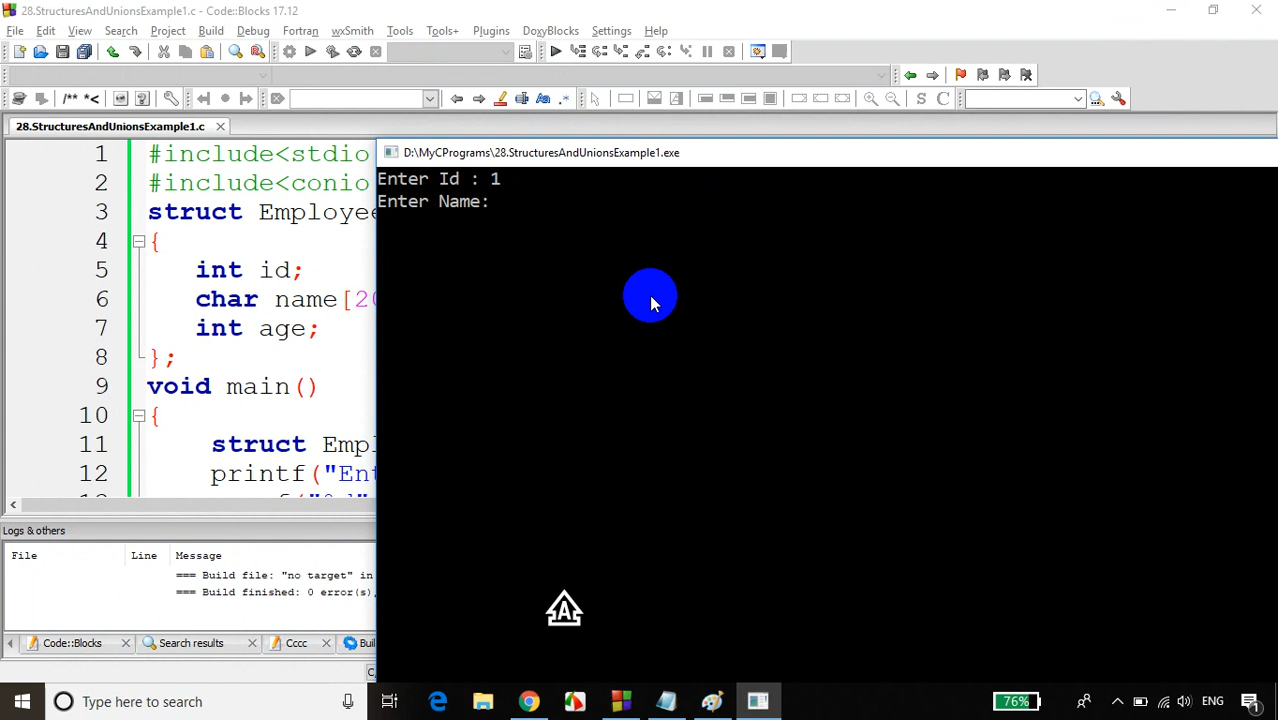 28.StructuresAndUnionsExample1.c - Code::Blocks 17.12
File Edit View Search Project Build Debug Fortran wxSmith Tools Tools+ Plugins DoxyBlocks Settings Help
/** *<
S C
28.StructuresAndUnionsExample1.c
D:\MyCPrograms\28.StructuresAndUnionsExample1.exe
Enter Id : 1
Enter Name:
1 #include<stdio
2 #include<conio
3 struct Employee
4 {
5 int id;
6 char name[20
7 int age;
8 };
9 void main()
10 {
11 struct Empl
12 printf("Ent
Logs & others
File Line Message
=== Build file: "no target" in
=== Build finished: 0 error(s),
A
Code::Blocks Search results Cccc Bui
Type here to search
76%
ENG
1